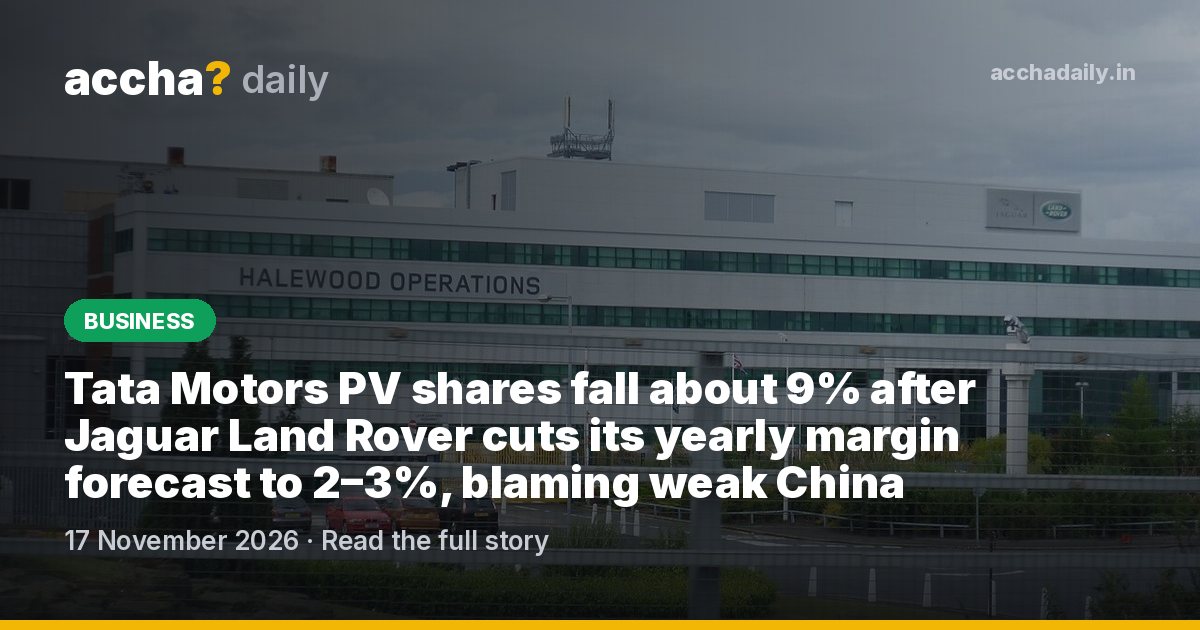 accha? daily
acchadaily.in
JAGUAR
LAND ROVER
HALEWOOD OPERATIONS
BUSINESS
Tata Motors PV shares fall about 9% after
Jaguar Land Rover cuts its yearly margin
forecast to 2–3%, blaming weak China
17 November 2026 · Read the full story